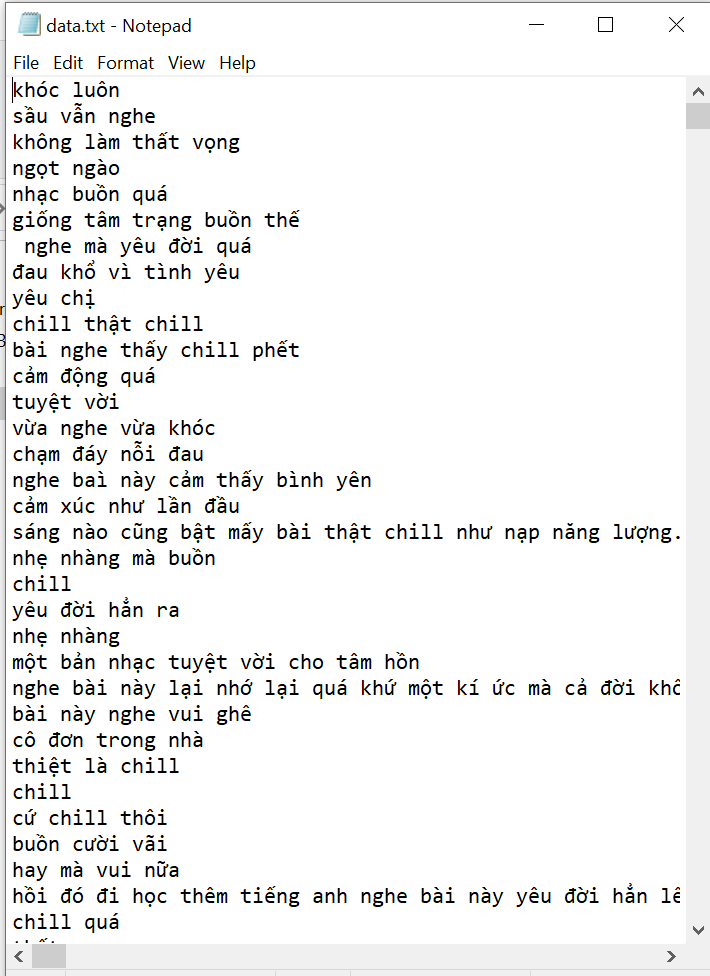 data.txt - Notepad
File Edit Format View Help
khóc luôn
sầu vẫn nghe
không làm thất vọng
ngọt ngào
nhạc buồn quá
giống tâm trạng buồn thế
nghe mà yêu đời quá
đau khổ vì tình yêu
yêu chị
chill thật chill
bài nghe thấy chill phết
cảm động quá
tuyệt vời
vừa nghe vừa khóc
chạm đáy nỗi đau
nghe baì này cảm thấy bình yên
cảm xúc như lần đầu
sáng nào cũng bật mấy bài thật chill như nạp năng lượng.
nhẹ nhàng mà buồn
chill
yêu đời hẳn ra
nhẹ nhàng
một bản nhạc tuyệt vời cho tâm hồn
nghe bài này lại nhớ lại quá khứ một kí ức mà cả đời
bài này nghe vui ghê
cô đơn trong nhà
thiệt là chill
chill
cứ chill thôi
buồn cười vãi
hay mà vui nữa
hồi đó đi học thêm tiếng anh nghe bài này yêu đời hẳn
chill quá